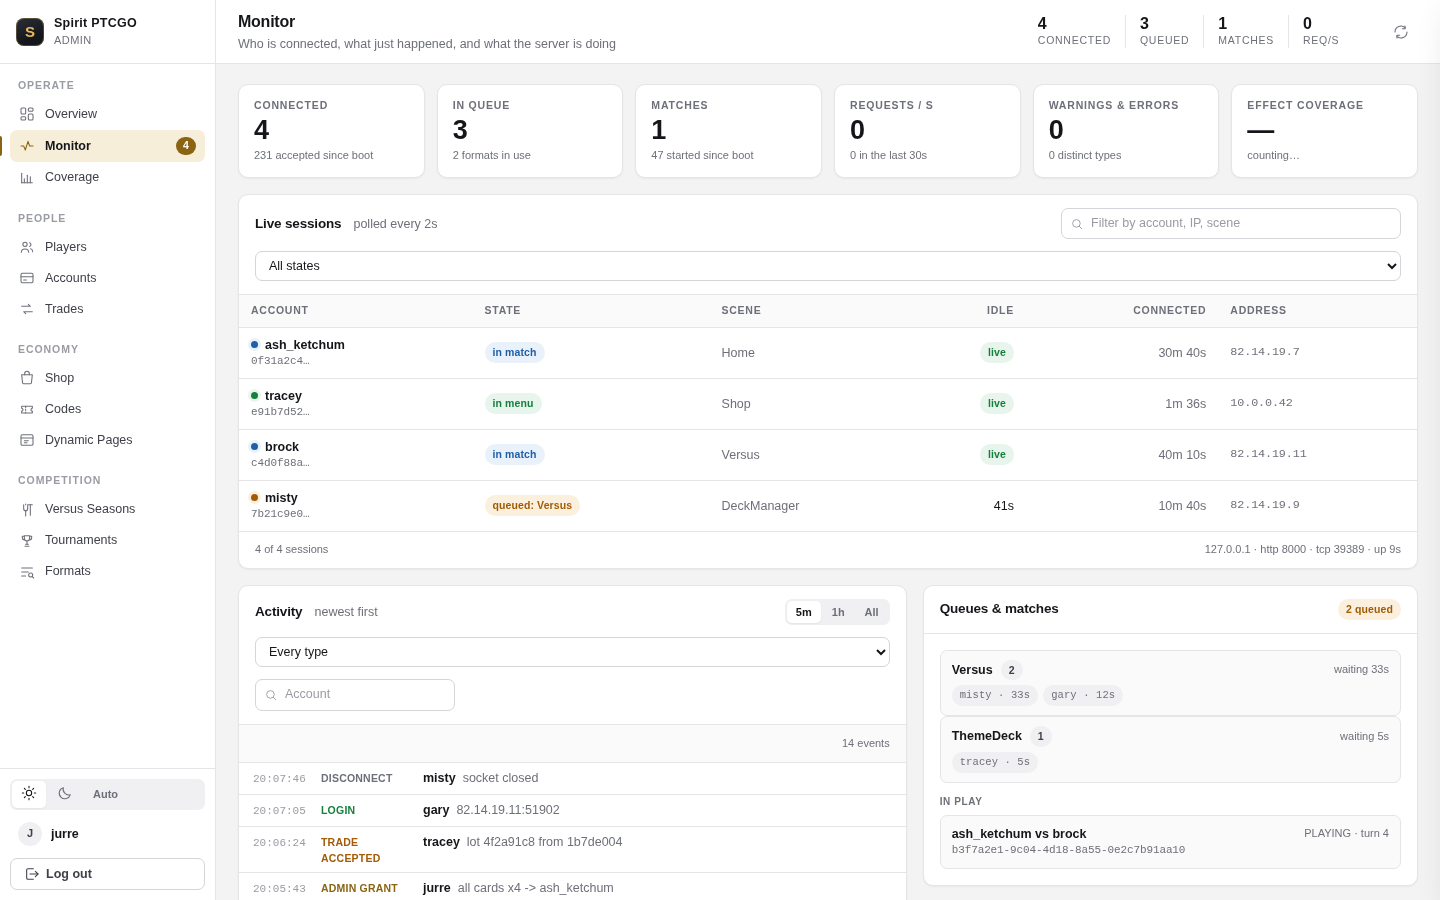 S
Spirit PTCGO
ADMIN
OPERATE
Overview
Monitor 4
Coverage
PEOPLE
Players
Accounts
Trades
ECONOMY
Shop
Codes
Dynamic Pages
COMPETITION
Versus Seasons
Tournaments
Formats
Auto
J jurre
Log out
Monitor
Who is connected, what just happened, and what the server is doing
4 CONNECTED
3 QUEUED
1 MATCHES
0 REQ/S
CONNECTED
4
231 accepted since boot
IN QUEUE
3
2 formats in use
MATCHES
1
47 started since boot
REQUESTS / S
0
0 in the last 30s
WARNINGS & ERRORS
0
0 distinct types
EFFECT COVERAGE
—
counting…
Live sessions polled every 2s
Filter by account, IP, scene
All states
ACCOUNT STATE SCENE IDLE CONNECTED ADDRESS
ash_ketchum in match Home live 30m 40s 82.14.19.7
0f31a2c4…
tracey in menu Shop live 1m 36s 10.0.0.42
e91b7d52…
brock in match Versus live 40m 10s 82.14.19.11
c4d0f88a…
misty queued: Versus DeckManager 41s 10m 40s 82.14.19.9
7b21c9e0…
4 of 4 sessions 127.0.0.1 · http 8000 · tcp 39389 · up 9s
Activity newest first 5m 1h All
Every type
Account
14 events
20:07:46 DISCONNECT misty socket closed
20:07:05 LOGIN gary 82.14.19.11:51902
20:06:24 TRADE ACCEPTED tracey lot 4f2a91c8 from 1b7de004
20:05:43 ADMIN GRANT jurre all cards x4 -> ash_ketchum
Queues & matches 2 queued
Versus 2 waiting 33s
misty · 33s gary · 12s
ThemeDeck 1 waiting 5s
tracey · 5s
IN PLAY
ash_ketchum vs brock PLAYING · turn 4
b3f7a2e1-9c04-4d18-8a55-0e2c7b91aa10